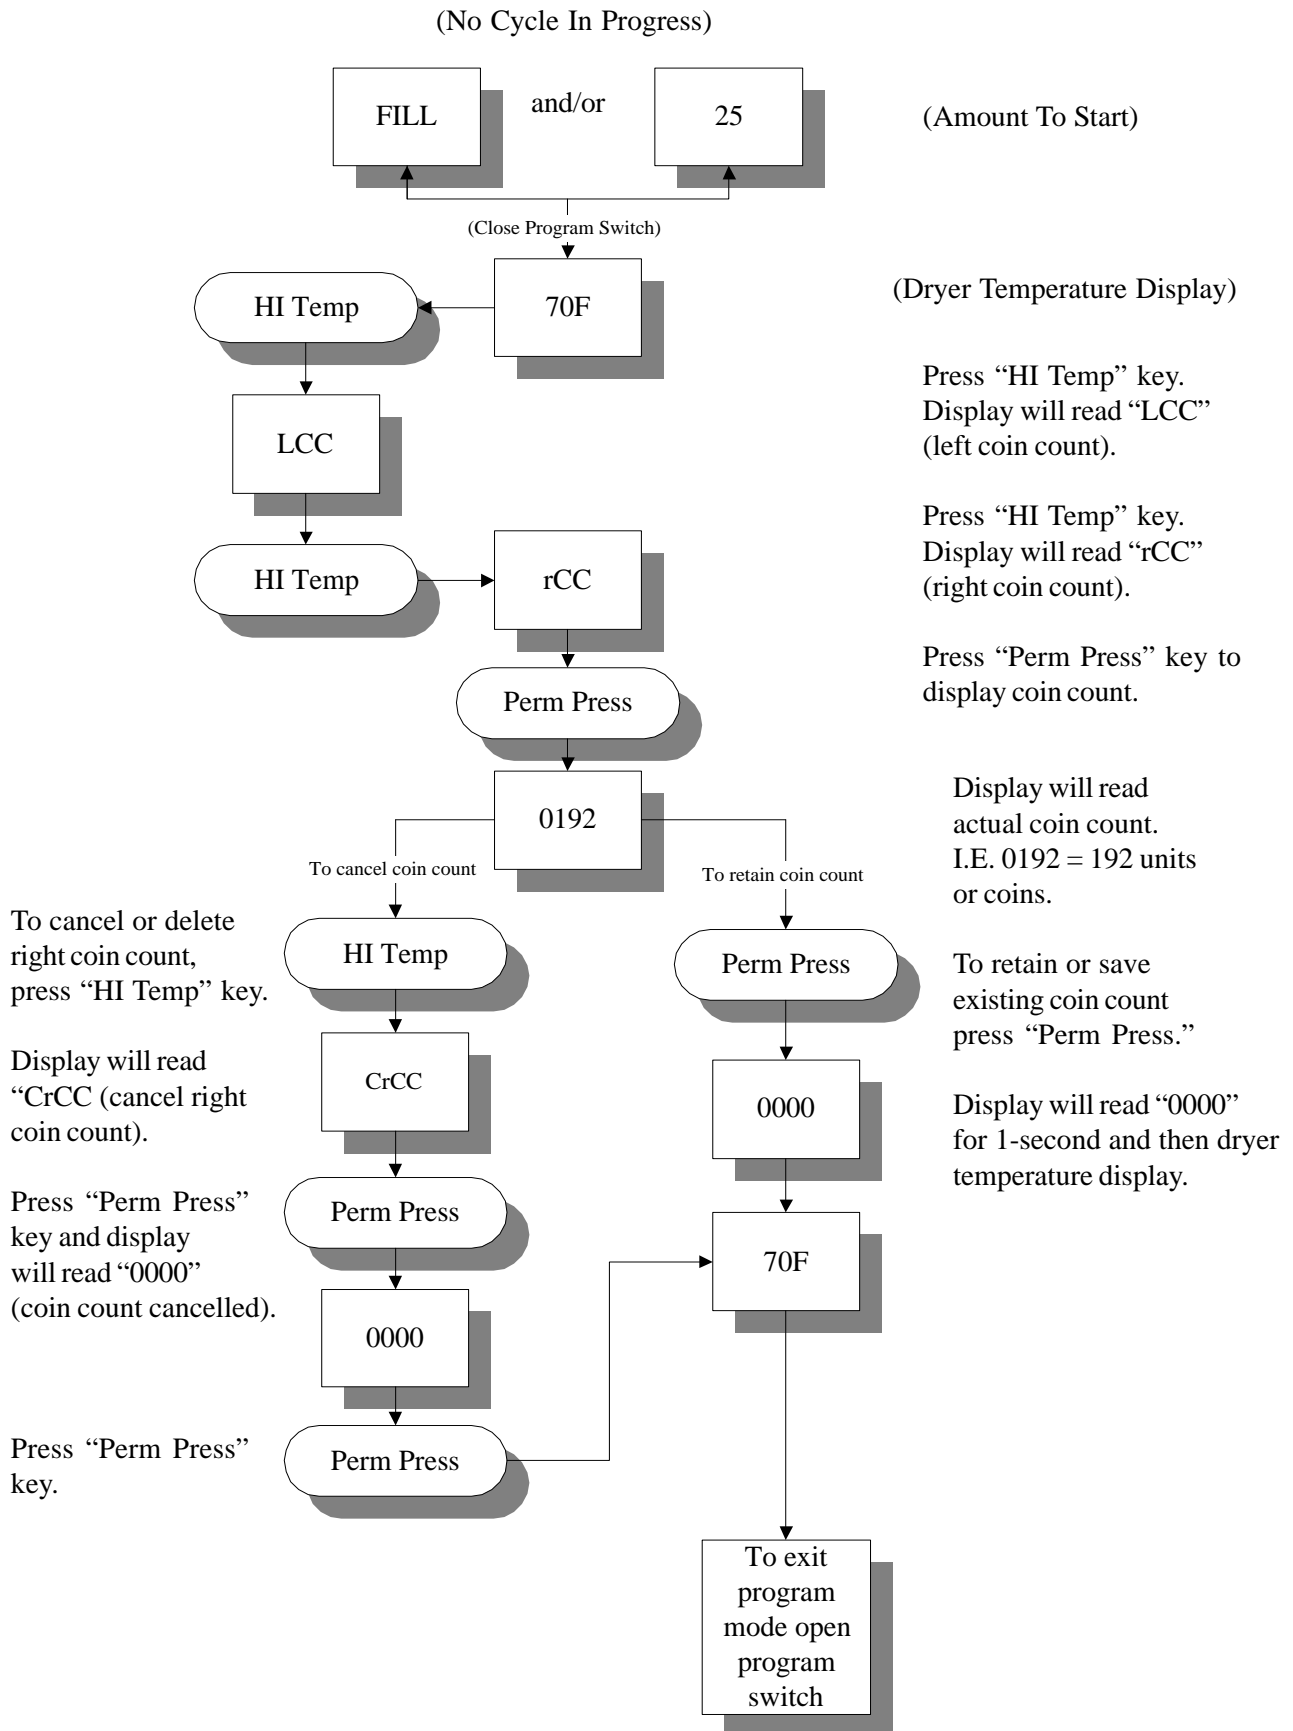 (No Cycle In Progress)
FILL
and/or
25
(Amount To Start)
(Close Program Switch)
HI Temp
70F
(Dryer Temperature Display)
Press “HI Temp” key.
Display will read “LCC”
(left coin count).
LCC
Press “HI Temp” key.
Display will read “rCC”
(right coin count).
HI Temp
rCC
Press “Perm Press” key to
display coin count.
Perm Press
0192
Display will read
actual coin count.
I.E. 0192 = 192 units
or coins.
To cancel coin count
To retain coin count
To cancel or delete
right coin count,
press “HI Temp” key.
HI Temp
Perm Press
To retain or save
existing coin count
press “Perm Press.”
Display will read
“CrCC (cancel right
coin count).
CrCC
0000
Display will read “0000”
for 1-second and then dryer
temperature display.
Press “Perm Press”
key and display
will read “0000”
(coin count cancelled).
Perm Press
70F
0000
Press “Perm Press”
key.
Perm Press
To exit
program
mode open
program
switch